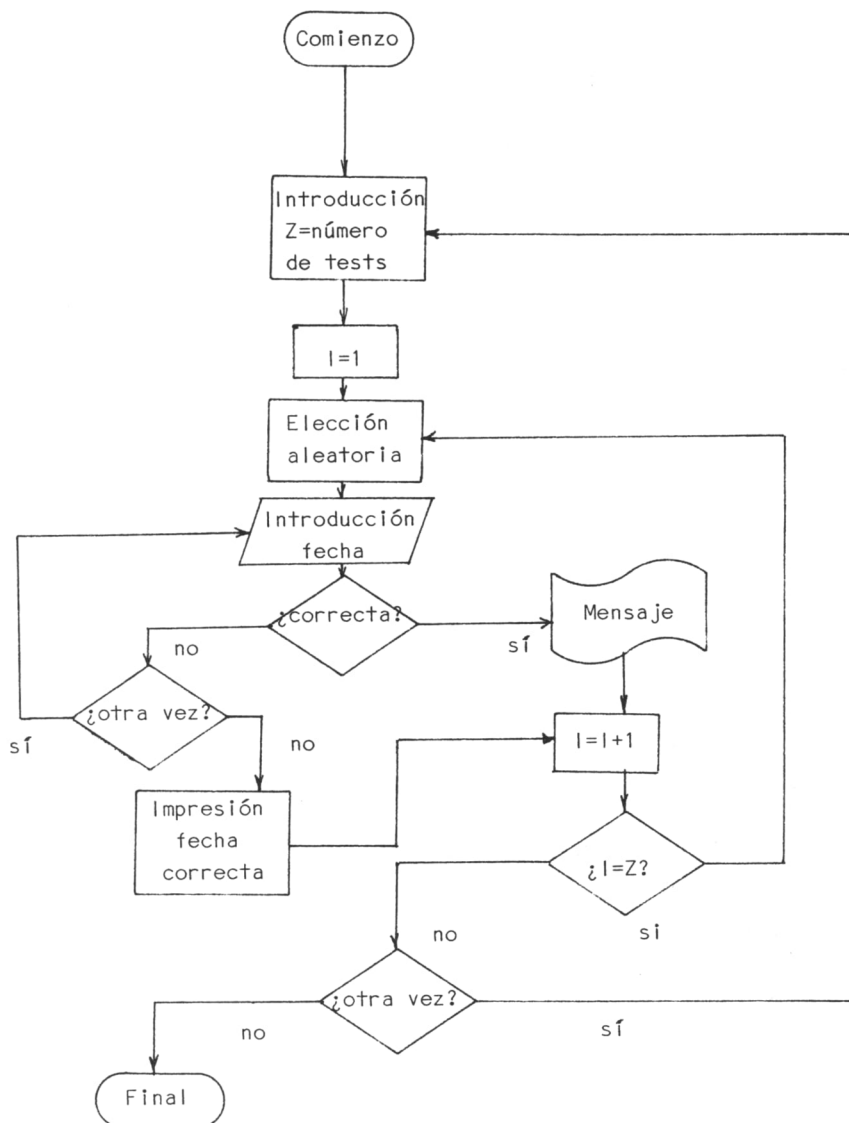 Comienzo
Introducción
Z=número
de tests
I=1
Elección
aleatoria
Introducción
fecha
¿correcta?
sí
Mensaje
no
¿otra vez?
sí
no
I=I+1
Impresión
fecha
correcta
¿I=Z?
si
no
¿otra vez?
no
sí
Final